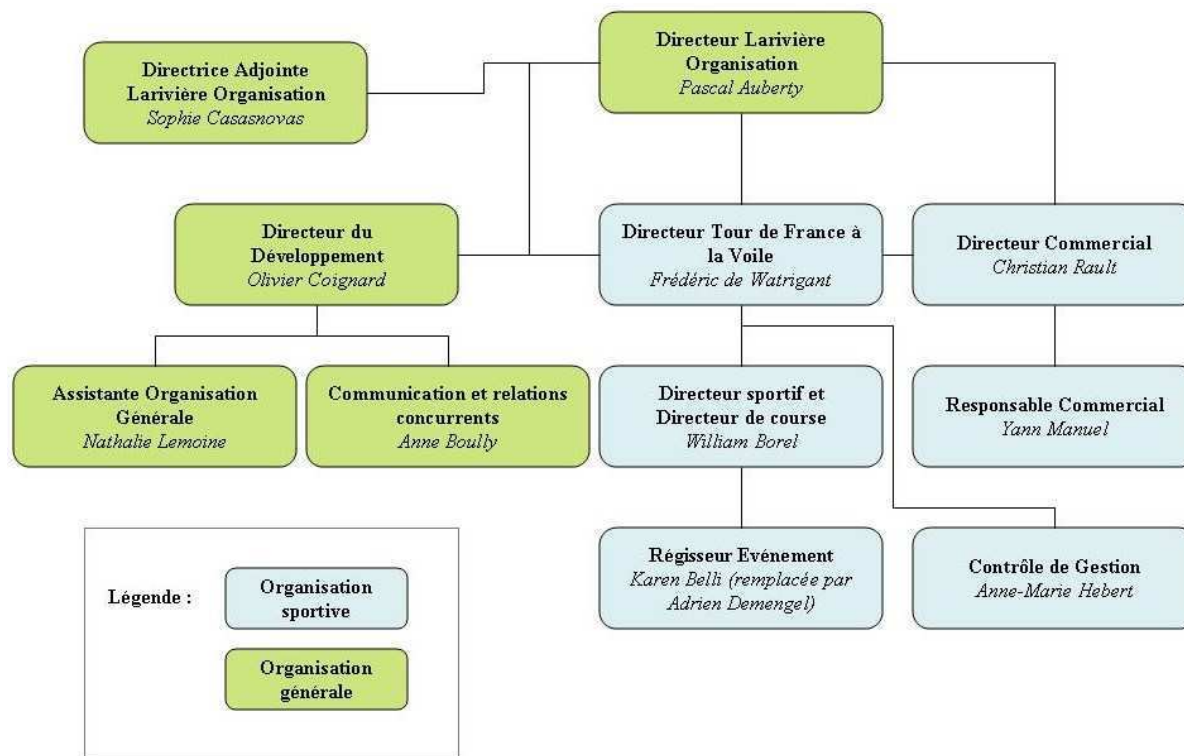 Directeur Larivière
Organisation
Pascal Auberty
Directrice Adjointe
Larivière Organisation
Sophie Casasnovas
Directeur du
Développement
Olivier Coignard
Directeur Tour de France à
la Voile
Frédéric de Watrigant
Directeur Commercial
Christian Rault
Assistante Organisation
Générale
Nathalie Lemoine
Communication et relations
concurrents
Anne Boully
Directeur sportif et
Directeur de course
William Borel
Responsable Commercial
Yann Manuel
Régisseur Evénement
Karen Belli (remplacée par
Adrien Demengel)
Contrôle de Gestion
Anne-Marie Hebert
Légende :
Organisation
sportive
Organisation
générale